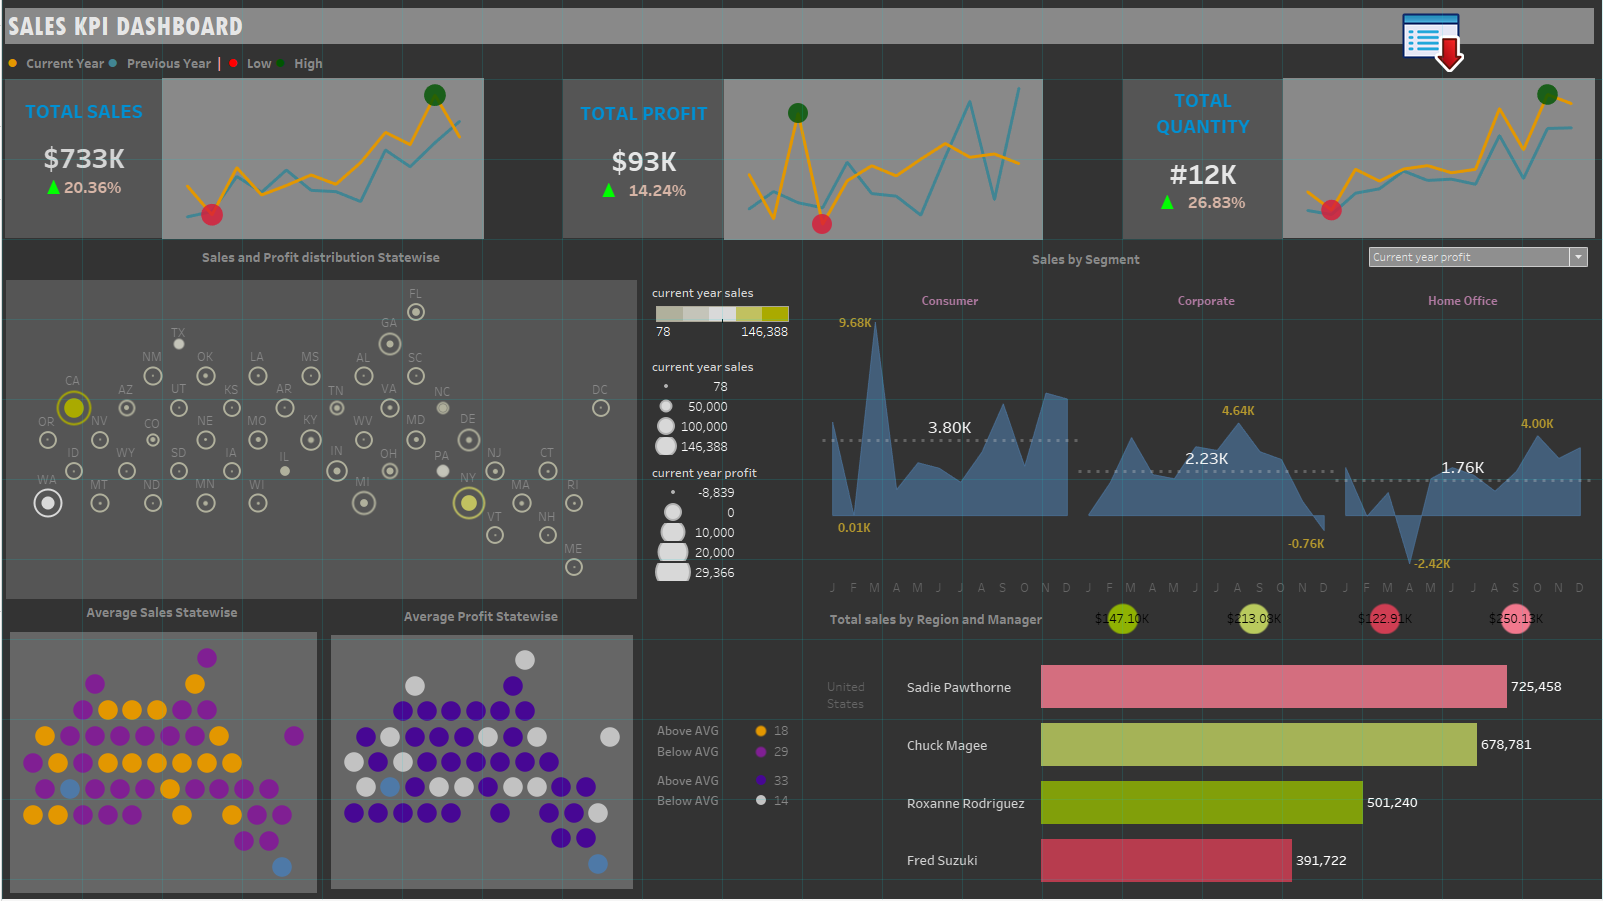 SALES KPI DASHBOARD
Current Year Previous Year | Low High
TOTAL SALES
$733K
20.36%
TOTAL PROFIT
$93K
14.24%
TOTAL
QUANTITY
#12K
26.83%
Sales and Profit distribution Statewise
FL
GA
TX
NM OK LA MS AL SC
CA AZ UT KS AR TN VA NC DC
OR NV CO NE MO KY WV MD DE
ID WY SD IA IL IN OH PA NJ CT
WA MT ND MN WI MI NY MA RI
VT NH
ME
current year sales
78 146,388
current year sales
78
50,000
100,000
146,388
current year profit
-8,839
0
10,000
20,000
29,366
Sales by Segment
Current year profit
Consumer Corporate Home Office
9.68K
3.80K
0.01K
4.64K
2.23K
-0.76K
4.00K
1.76K
-2.42K
J F M A M J J A S O N D J F M A M J J A S O N D J F M A M J J A S O N D
Average Sales Statewise
Average Profit Statewise
Above AVG 18
Below AVG 29
Above AVG 33
Below AVG 14
Total sales by Region and Manager $147.10K $213.08K $122.91K $250.13K
United
States
Sadie Pawthorne 725,458
Chuck Magee 678,781
Roxanne Rodriguez 501,240
Fred Suzuki 391,722